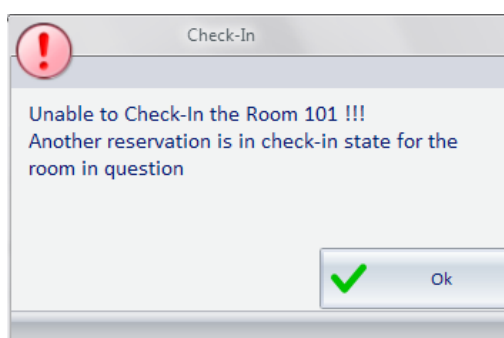 Check-In
Unable to Check-In the Room 101 !!!
Another reservation is in check-in state for the
room in question
Ok